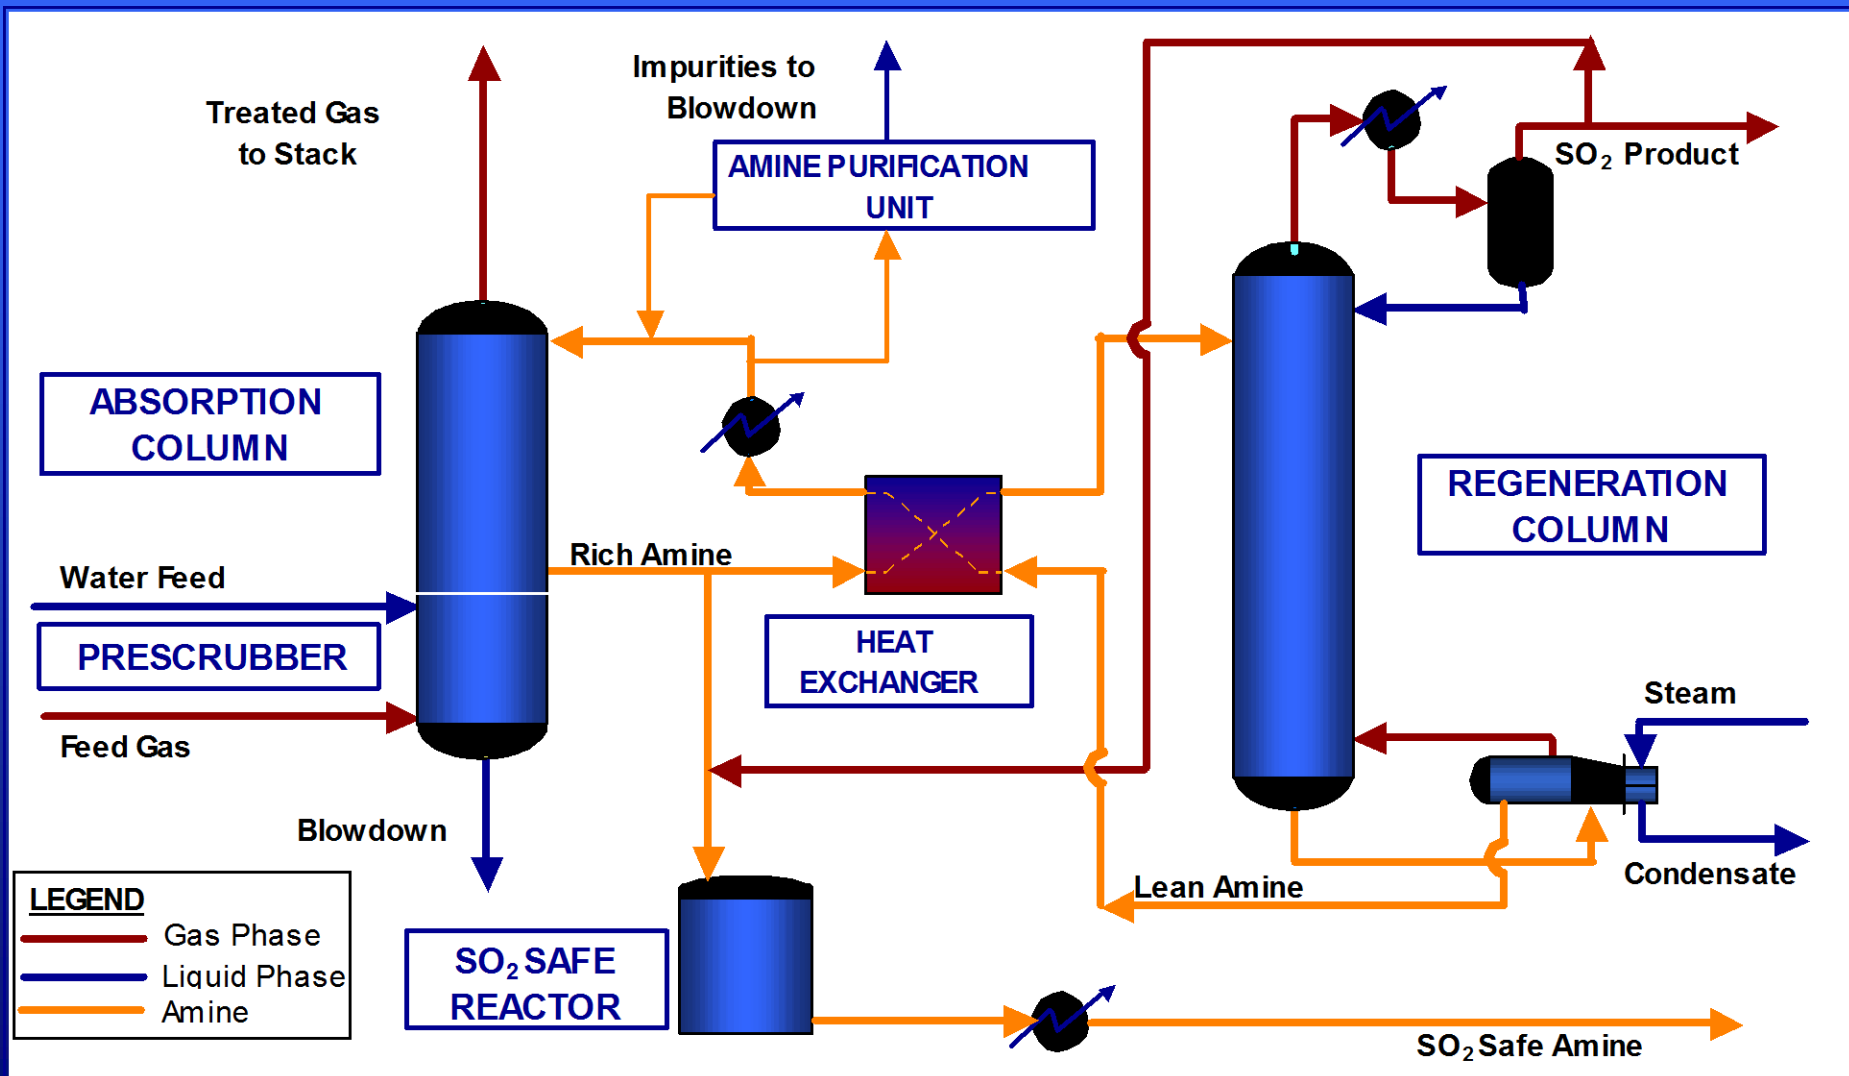 Treated Gas
to Stack
Impurities to
Blowdown
AMINE PURIFICATION
UNIT
SO₂ Product
ABSORPTION
COLUMN
REGENERATION
COLUMN
Rich Amine
Water Feed
PRESCRUBBER
Feed Gas
HEAT
EXCHANGER
Steam
Blowdown
Condensate
Lean Amine
LEGEND
Gas Phase
Liquid Phase
Amine
SO₂ SAFE
REACTOR
SO₂ Safe Amine